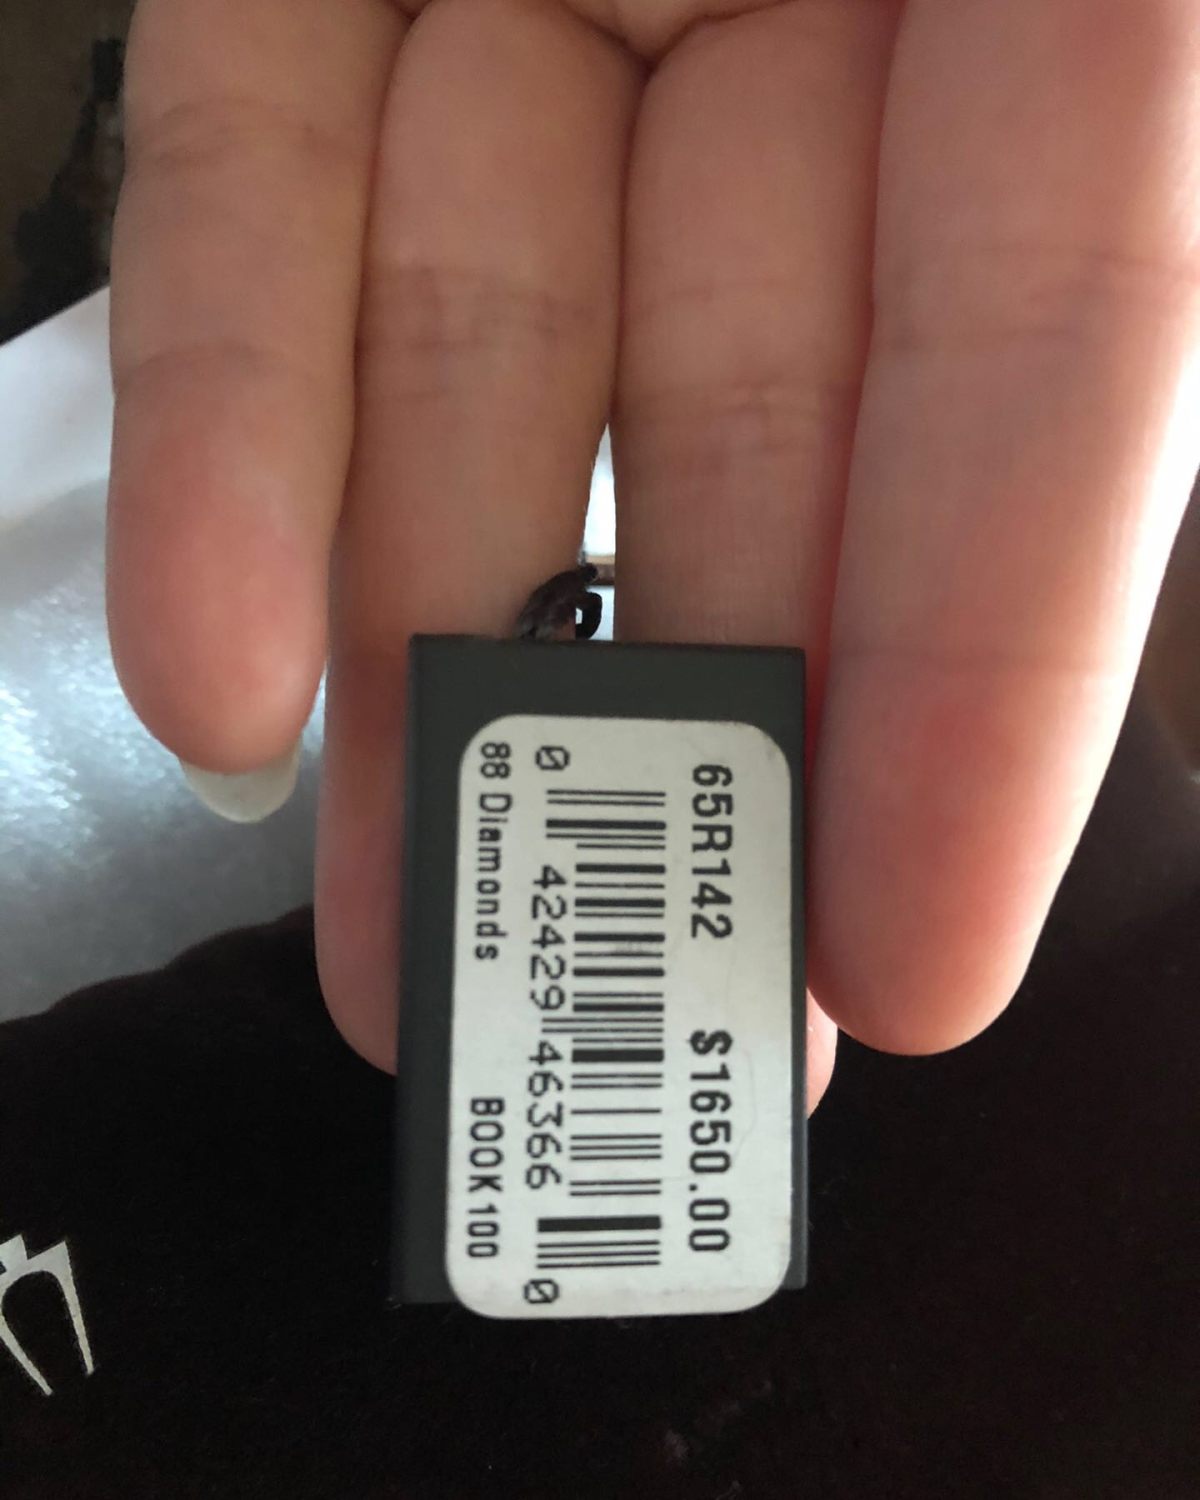 65R142 $1650.00
0 42429 46366 0
88 Diamonds BOOK 100